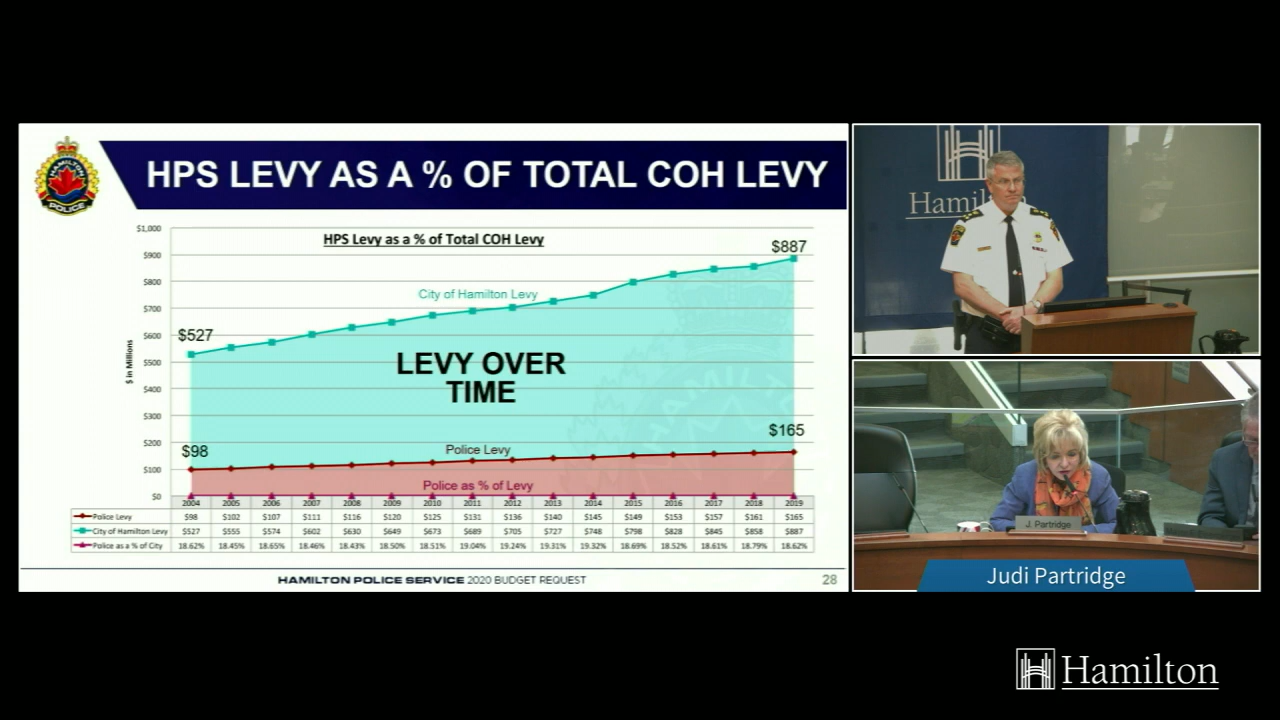 HAMILTON
POLICE
HPS LEVY AS A % OF TOTAL COH LEVY
HPS Levy as a % of Total COH Levy
$ in Millions
$1,000
$900
$800
$700
$600
$500
$400
$300
$200
$100
$0
$887
City of Hamilton Levy
$527
LEVY OVER
TIME
$165
$98
Police Levy
Police as % of Levy
2004 2005 2006 2007 2008 2009 2010 2011 2012 2013 2014 2015 2016 2017 2018 2019
Police Levy $98 $102 $107 $111 $116 $120 $125 $131 $136 $140 $145 $149 $153 $157 $161 $165
City of Hamilton Levy $527 $555 $574 $602 $630 $649 $673 $689 $705 $727 $748 $798 $828 $845 $858 $887
Police as a % of City 18.62% 18.45% 18.65% 18.46% 18.43% 18.50% 18.51% 19.04% 19.24% 19.31% 19.32% 18.69% 18.52% 18.61% 18.79% 18.62%
HAMILTON POLICE SERVICE 2020 BUDGET REQUEST
28
Hamilton
J. Partridge
Judi Partridge
Hamilton